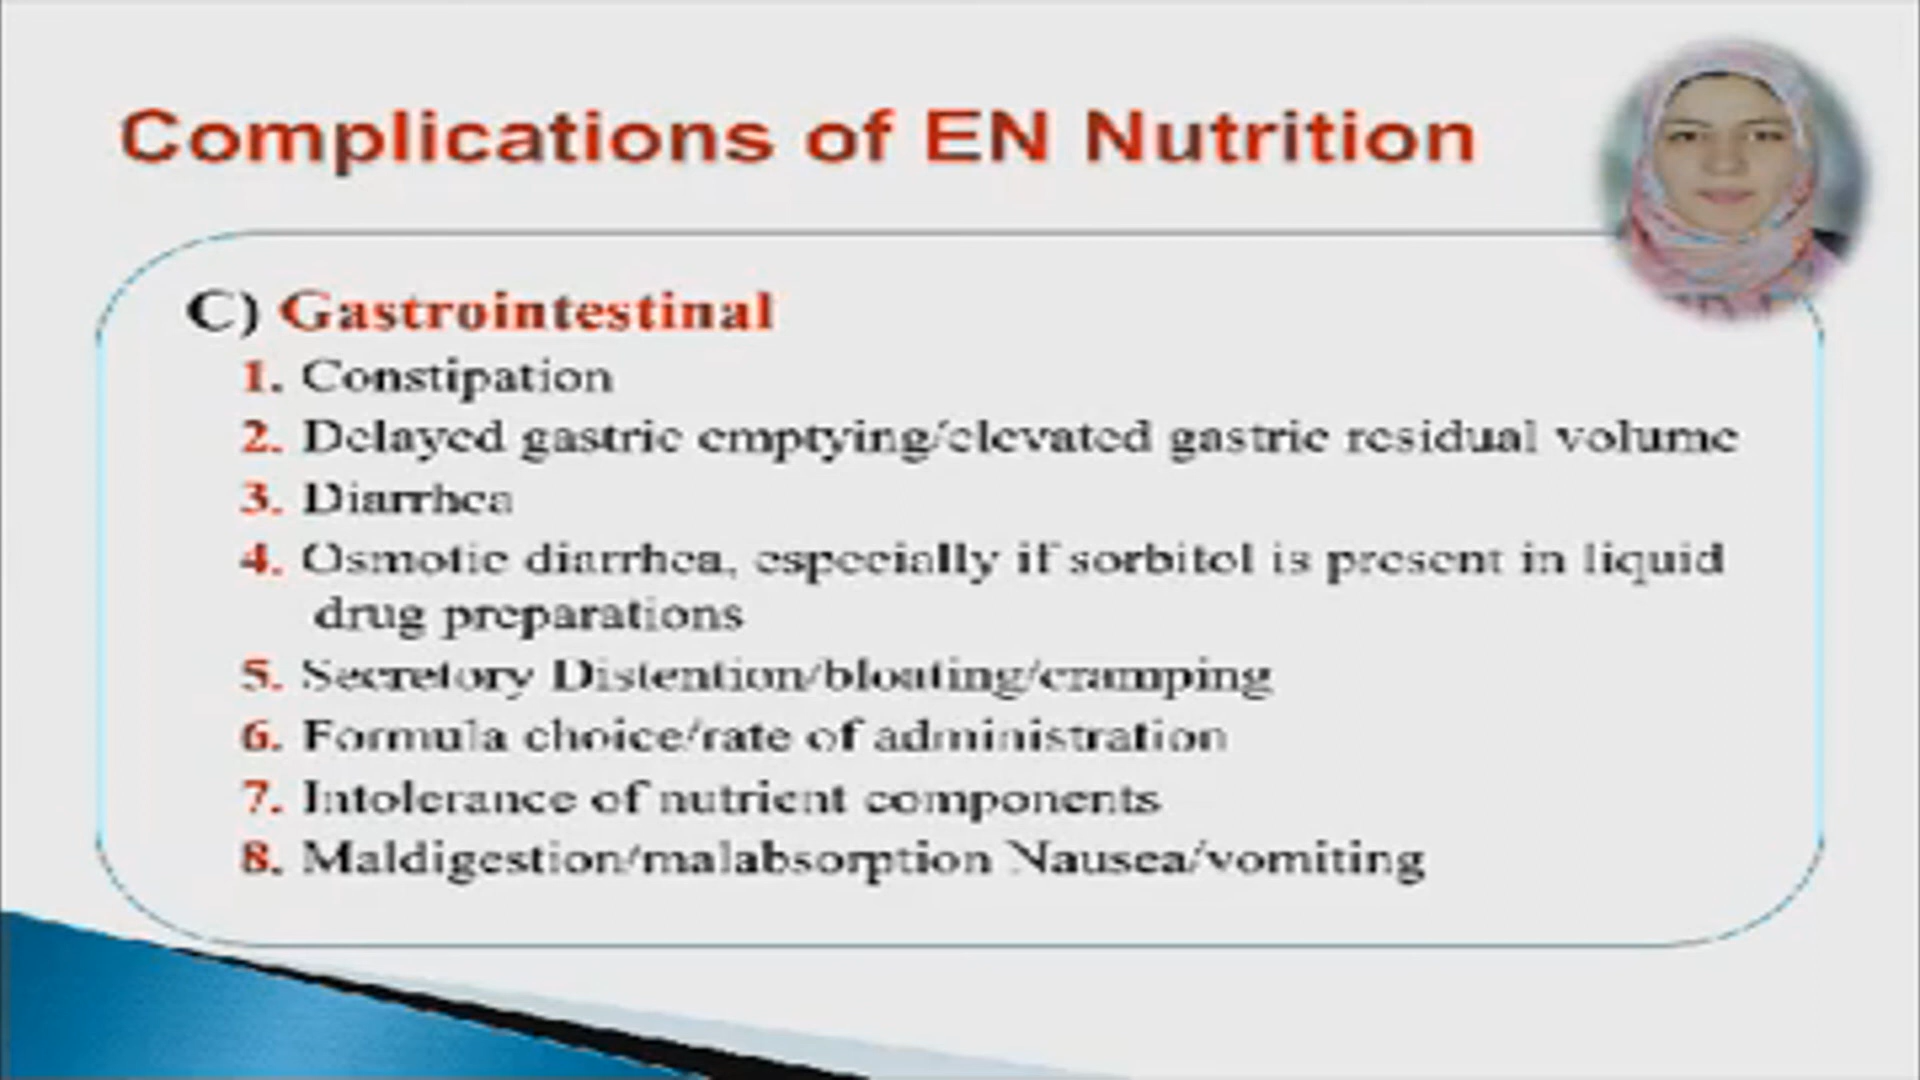 Complications of EN Nutrition
C) Gastrointestinal
1. Constipation
2. Delayed gastric emptying/elevated gastric residual volume
3. Diarrhea
4. Osmotic diarrhea, especially if sorbitol is present in liquid
drug preparations
5. Secretory Distention/bloating/cramping
6. Formula choice/rate of administration
7. Intolerance of nutrient components
8. Maldigestion/malabsorption Nausea/vomiting